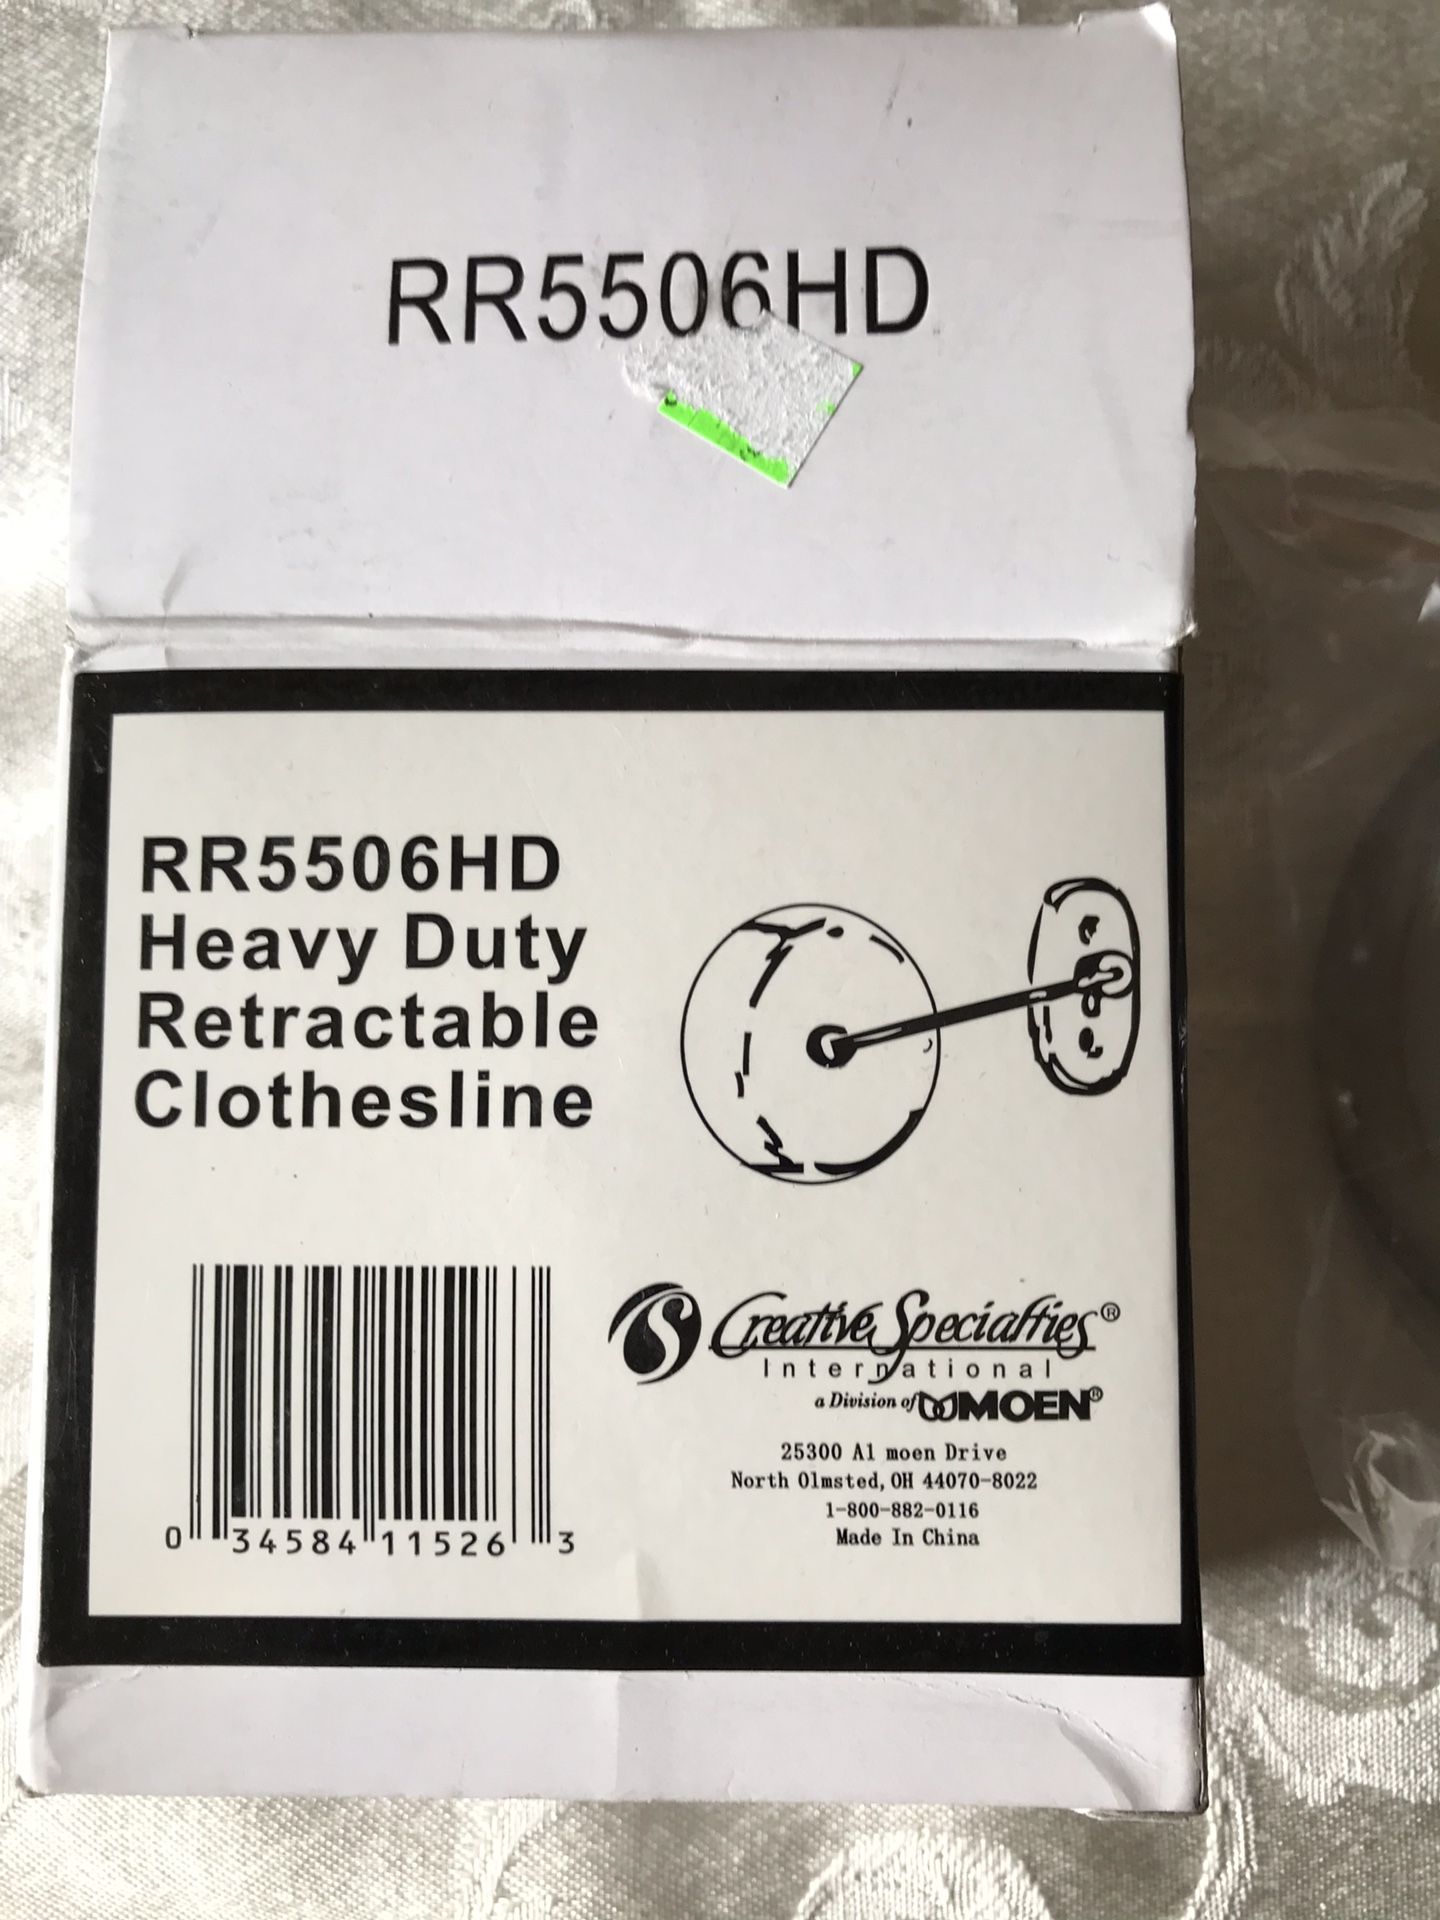 RR5506HD
RR5506HD
Heavy Duty
Retractable
Clothesline
Creative Specialties®
International
a Division of MOEN®
25300 Al moen Drive
North Olmsted, OH 44070-8022
1-800-882-0116
Made In China
0 34584 11526 3